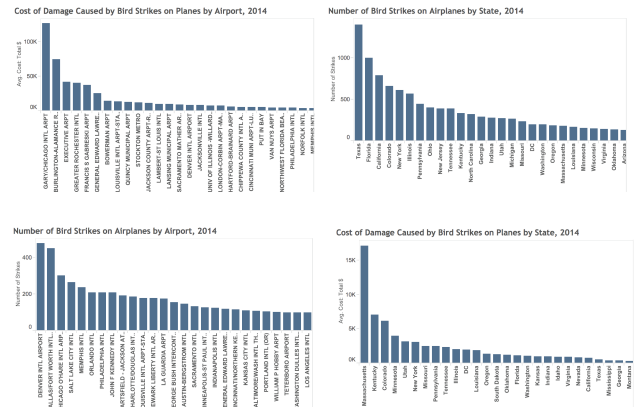 Cost of Damage Caused by Bird Strikes on Planes by Airport, 2014
Avg. Cost: Total $
100K
50K
0K
GARY/CHICAGO INTL ARPT
BURLINGTON-ALAMANCE R..
EXECUTIVE ARPT
GREATER ROCHESTER INTL
FRANCIS S GABRESKI ARPT
GENERAL EDWARD LAWRE..
BOWERMAN ARPT
LOUISVILLE INTL ARPT-STA..
QUINCY MUNICIPAL ARPT
STOCKTON METRO
JACKSON COUNTY ARPT-R..
LAMBERT-ST LOUIS INTL
LANSING MUNICIPAL ARPT
SACRAMENTO MATHER AR..
DENVER INTL AIRPORT
JACKSONVILLE INTL
UNIV OF ILLINOIS-WILLARD..
LONDON-CORBIN ARPT-MA..
HARTFORD-BRAINARD ARPT
CHIPPEWA COUNTY INTL A..
CINCINNATI MUNI ARPT-LU..
PUT IN BAY
VAN NUYS ARPT
NORTHWEST FLORIDA BEA..
PHILADELPHIA INTL
NORFOLK INTL
MEMPHIS INTL
Number of Bird Strikes on Airplanes by State, 2014
Number of Strikes
1000
500
0
Texas
Florida
California
Colorado
New York
Illinois
Pennsylvania
Ohio
New Jersey
Tennessee
Kentucky
North Carolina
Georgia
Indiana
Utah
Michigan
Missouri
DC
Washington
Oregon
Massachusetts
Louisiana
Minnesota
Wisconsin
Virginia
Oklahoma
Arizona
Number of Bird Strikes on Airplanes by Airport, 2014
Number of Strikes
400
200
0
DENVER INTL AIRPORT
DALLASFORT WORTH INTL..
CHICAGO O'HARE INTL ARP..
SALT LAKE CITY INTL
MEMPHIS INTL
ORLANDO INTL
PHILADELPHIA INTL
JOHN F KENNEDY INTL
HARTSFIELD - JACKSON AT..
CHARLOTTE/DOUGLAS INT..
LOUISVILLE INTL ARPT-STA..
NEWARK LIBERTY INTL AR..
LA GUARDIA ARPT
GEORGE BUSH INTERCONT..
AUSTIN-BERGSTROM INTL
SACRAMENTO INTL
MINNEAPOLIS-ST PAUL INT..
INDIANAPOLIS INTL
GENERAL EDWARD LAWRE..
CINCINNATI/NORTHERN KE..
KANSAS CITY INTL
BALTIMORE/WASH INTL TH..
PORTLAND INTL (OR)
WILLIAM P HOBBY ARPT
TETERBORO AIRPORT
WASHINGTON DULLES INTL..
LOS ANGELES INTL
Cost of Damage Caused by Bird Strikes on Planes by State, 2014
Avg. Cost: Total $
15K
10K
5K
0K
Massachusetts
Kentucky
Colorado
Minnesota
Utah
New York
Missouri
Pennsylvania
Tennessee
Illinois
DC
Louisiana
Oregon
South Dakota
Oklahoma
Florida
Washington
Kansas
Indiana
Idaho
Virginia
Nevada
California
Texas
Mississippi
Georgia
Montana